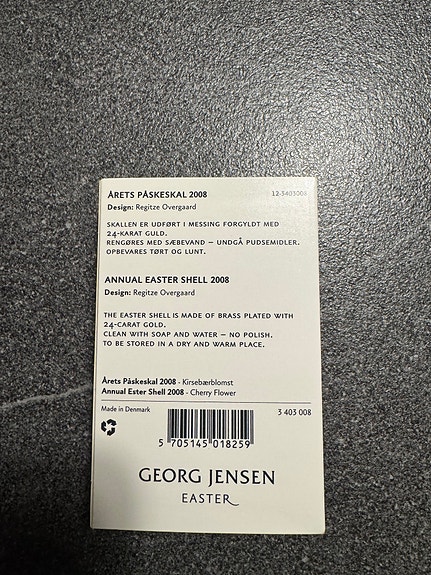 ÅRETS PÅSKESKAL 2008 12-3403008
Design: Regitze Overgaard
SKALLEN ER UDFØRT I MESSING FORGYLDT MED
24-KARAT GULD.
RENGØRES MED SÆBEVAND – UNDGÅ PUDSEMIDLER.
OPBEVARES TØRT OG LUNT.
ANNUAL EASTER SHELL 2008
Design: Regitze Overgaard
THE EASTER SHELL IS MADE OF BRASS PLATED WITH
24-CARAT GOLD.
CLEAN WITH SOAP AND WATER – NO POLISH.
TO BE STORED IN A DRY AND WARM PLACE.
Årets Påskeskal 2008 - Kirsebærblomst
Annual Ester Shell 2008 - Cherry Flower
Made in Denmark 3 403 008
5 705145 018259
GEORG JENSEN
EASTER